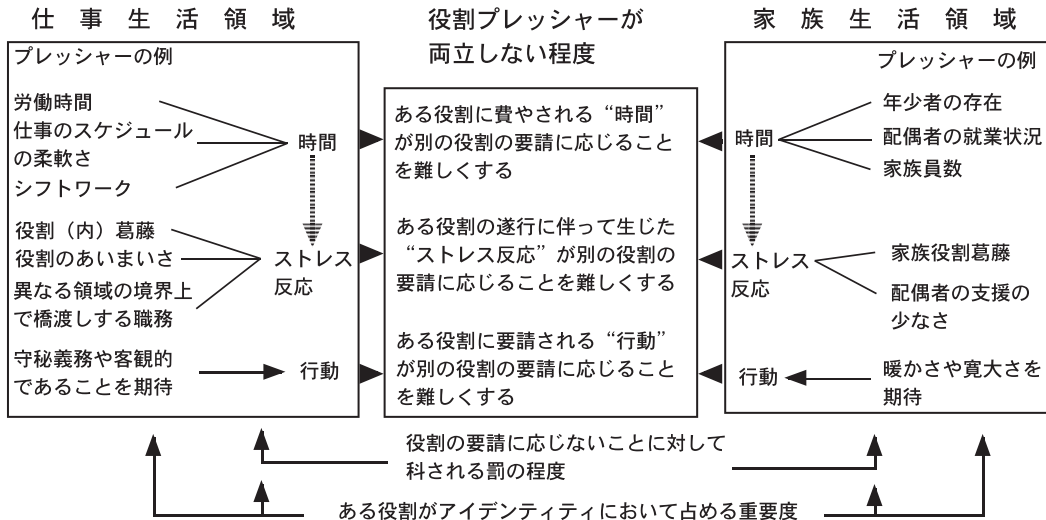 仕事生活領域
プレッシャーの例
労働時間
仕事のスケジュール
の柔軟さ
シフトワーク
時間
役割（内）葛藤
役割のあいまいさ
異なる領域の境界上
で橋渡しする職務
ストレス
反応
守秘義務や客観的
であることを期待
行動
役割プレッシャーが
両立しない程度
ある役割に費やされる“時間”
が別の役割の要請に応じること
を難しくする
ある役割の遂行に伴って生じた
“ストレス反応”が別の役割の
要請に応じることを難しくする
ある役割に要請される“行動”
が別の役割の要請に応じること
を難しくする
家族生活領域
プレッシャーの例
時間
年少者の存在
配偶者の就業状況
家族員数
ストレス
反応
家族役割葛藤
配偶者の支援の
少なさ
行動
暖かさや寛大さを
期待
役割の要請に応じないことに対して
科される罰の程度
ある役割がアイデンティティにおいて占める重要度